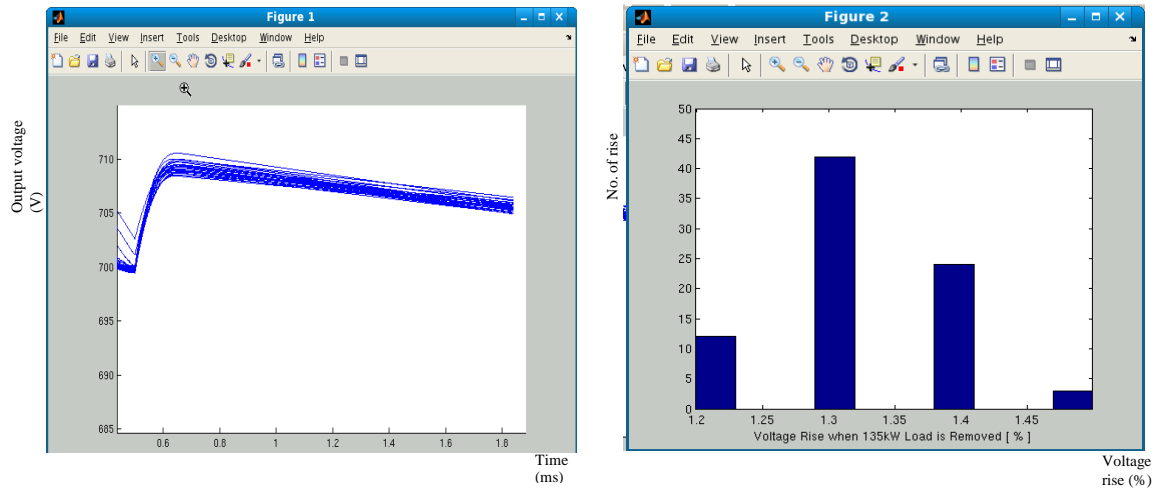 Figure 1
File Edit View Insert Tools Desktop Window Help
Output voltage
(V)
710
705
700
695
690
685
0.6 0.8 1 1.2 1.4 1.6 1.8
Time
(ms)
Figure 2
File Edit View Insert Tools Desktop Window Help
No. of rise
50
45
40
35
30
25
20
15
10
5
0
1.2 1.25 1.3 1.35 1.4 1.45
Voltage Rise when 135kW Load is Removed [ % ]
Voltage
rise (%)